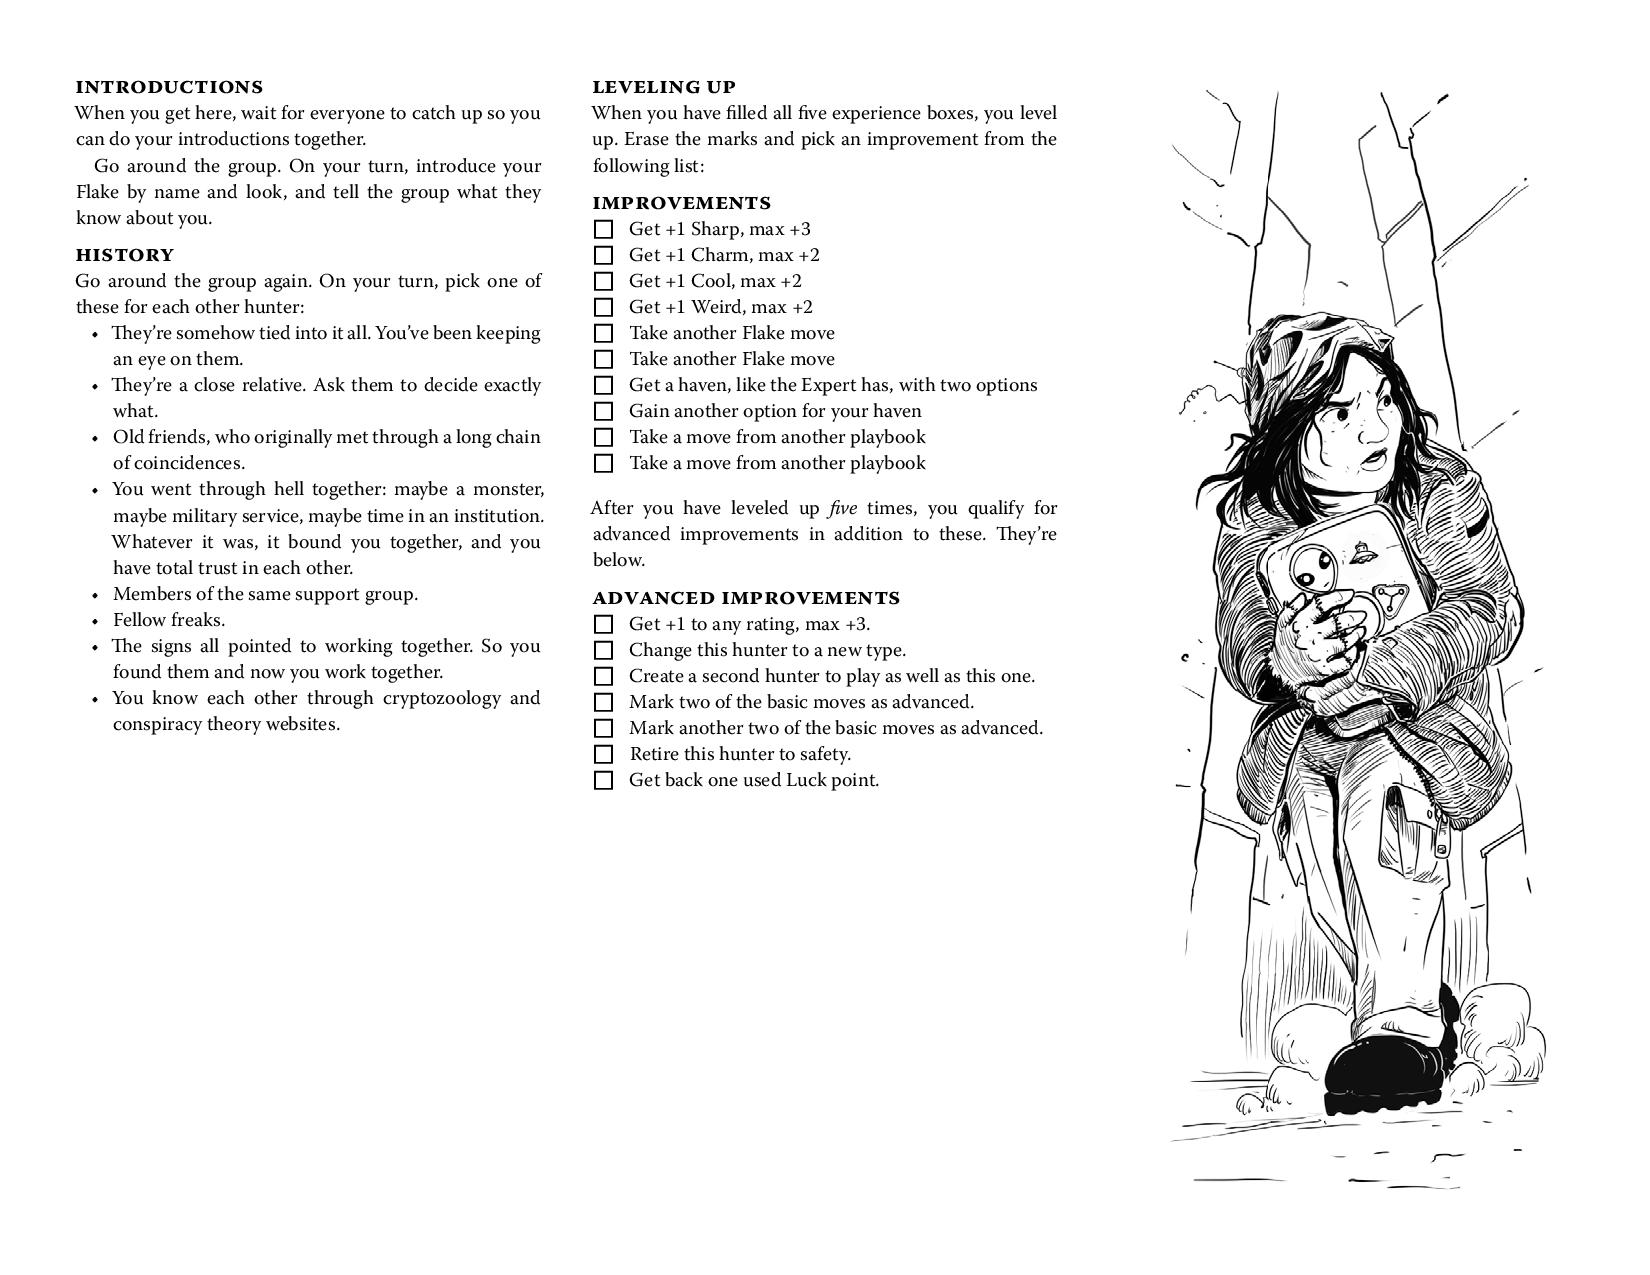 INTRODUCTIONS
When you get here, wait for everyone to catch up so you
can do your introductions together.
Go around the group. On your turn, introduce your
Flake by name and look, and tell the group what they
know about you.
HISTORY
Go around the group again. On your turn, pick one of
these for each other hunter:
• They're somehow tied into it all. You've been keeping
an eye on them.
• They're a close relative. Ask them to decide exactly
what.
• Old friends, who originally met through a long chain
of coincidences.
• You went through hell together: maybe a monster,
maybe military service, maybe time in an institution.
Whatever it was, it bound you together, and you
have total trust in each other.
• Members of the same support group.
• Fellow freaks.
• The signs all pointed to working together. So you
found them and now you work together.
• You know each other through cryptozoology and
conspiracy theory websites.
LEVELING UP
When you have filled all five experience boxes, you level
up. Erase the marks and pick an improvement from the
following list:
IMPROVEMENTS
Get +1 Sharp, max +3
Get +1 Charm, max +2
Get +1 Cool, max +2
Get +1 Weird, max +2
Take another Flake move
Take another Flake move
Get a haven, like the Expert has, with two options
Gain another option for your haven
Take a move from another playbook
Take a move from another playbook
After you have leveled up five times, you qualify for
advanced improvements in addition to these. They're
below.
ADVANCED IMPROVEMENTS
Get +1 to any rating, max +3.
Change this hunter to a new type.
Create a second hunter to play as well as this one.
Mark two of the basic moves as advanced.
Mark another two of the basic moves as advanced.
Retire this hunter to safety.
Get back one used Luck point.